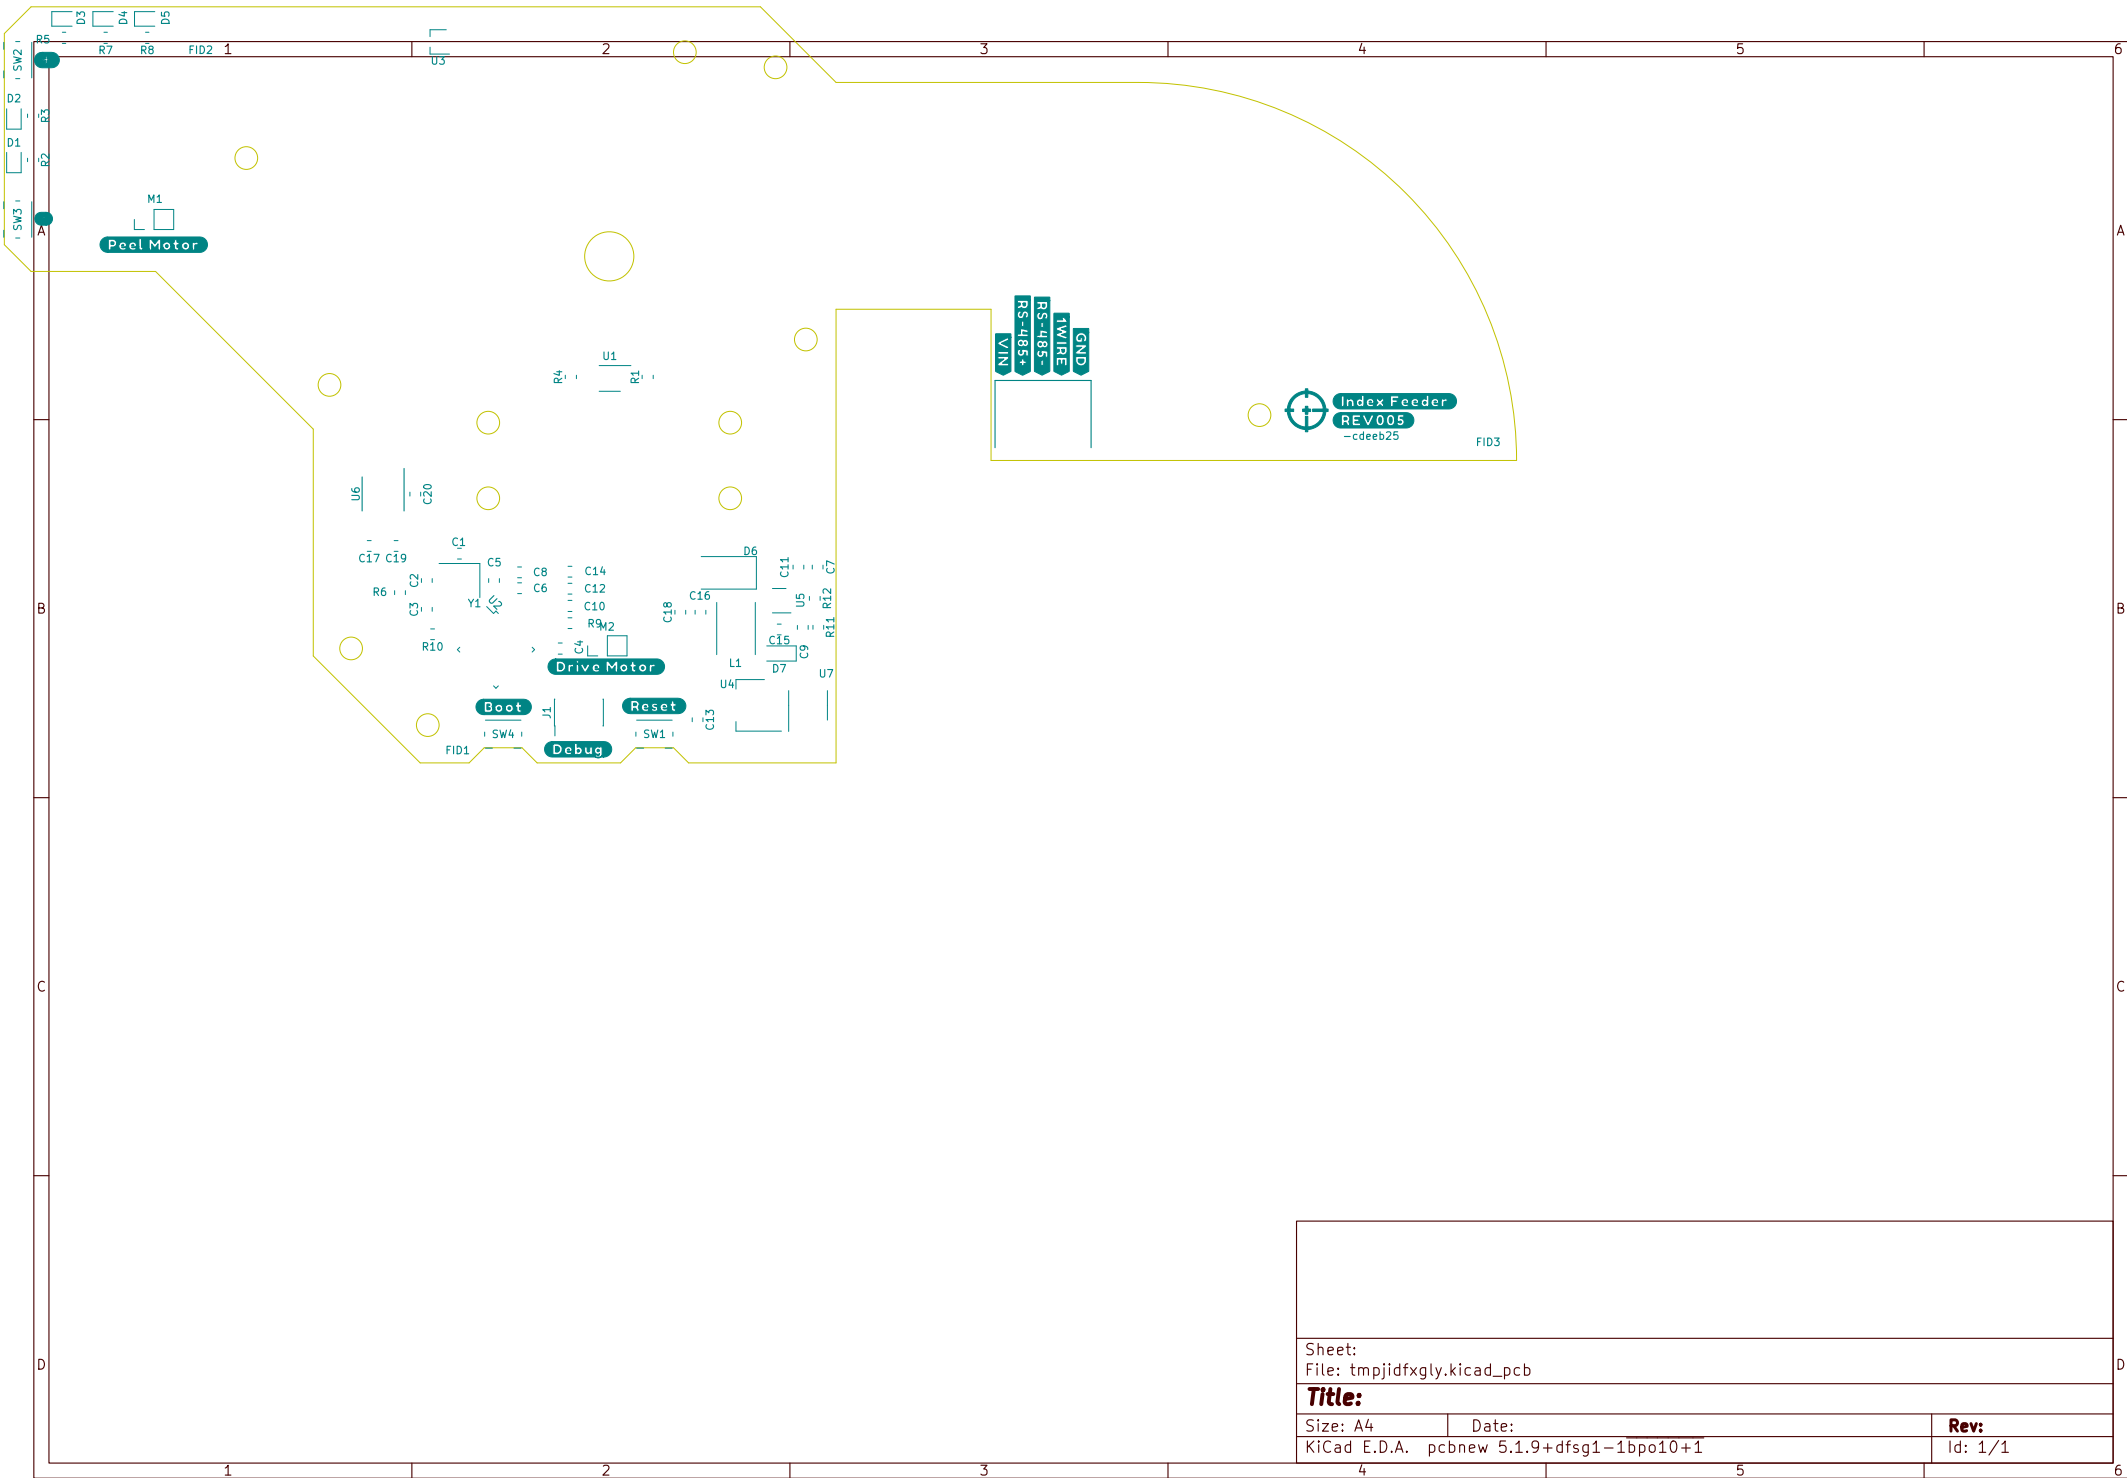 D3
D4
D5
R5
R7
R8
FID2
1
2
3
4
5
6
SW2
+
U3
D2
R3
D1
R2
M1
SW3
A
A
Peel Motor
VIN
RS-485+
RS-485-
1WIRE
GND
U1
R4
R1
Index Feeder
REV005
-cdeeb25
FID3
U6
C20
C1
C17
C19
C5
C8
C14
D6
C11
C7
C2
C6
C12
R6
C3
Y1
U2
C10
C16
C18
U5
R12
B
B
R9
M2
R11
R10
C4
C15
C9
Drive Motor
L1
D7
U7
U4
Boot
J1
Reset
C13
SW4
SW1
FID1
Debug
C
C
Sheet:
File: tmpjidfxgly.kicad_pcb
D
D
Title:
Size: A4
Date:
Rev:
KiCad E.D.A. pcbnew 5.1.9+dfsg1-1bpo10+1
Id: 1/1
1
2
3
4
5
6